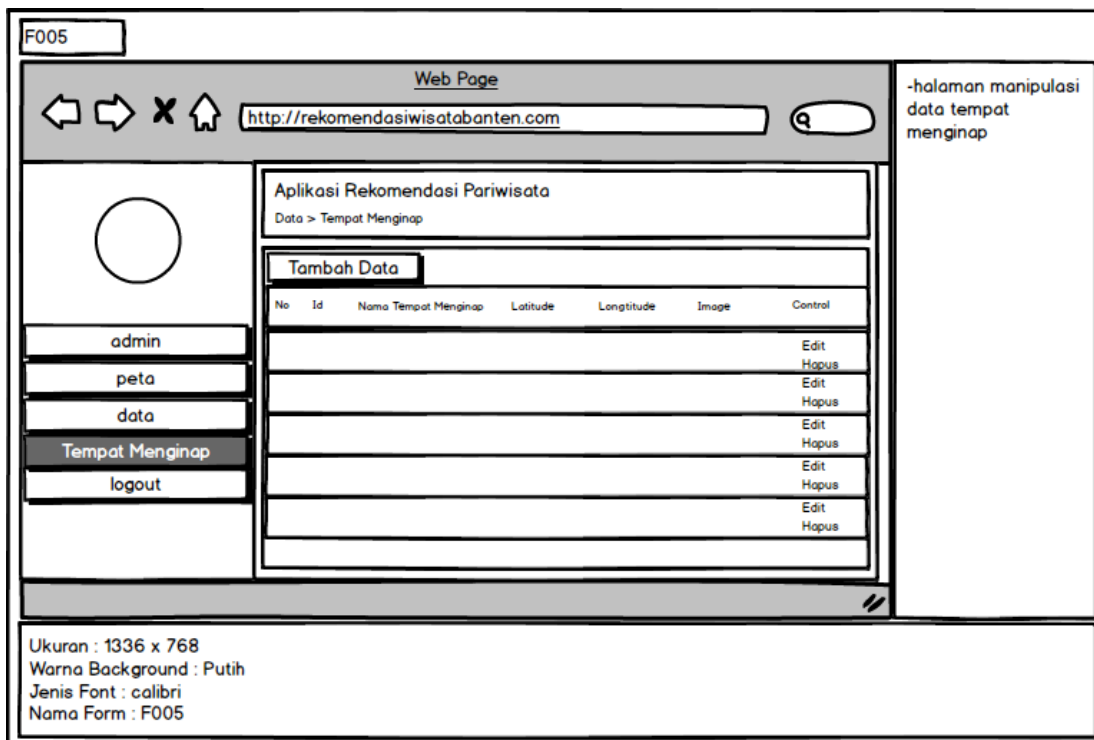 F005
Web Page
http://rekomendasiwisatabanten.com
-halaman manipulasi
data tempat
menginap
Aplikasi Rekomendasi Pariwisata
Data > Tempat Menginap
Tambah Data
No Id Nama Tempat Menginap Latitude Longtitude Image Control
admin
peta
data
Tempat Menginap
logout
Edit
Hapus
Edit
Hapus
Edit
Hapus
Edit
Hapus
Edit
Hapus
Ukuran : 1336 x 768
Warna Background : Putih
Jenis Font : calibri
Nama Form : F005